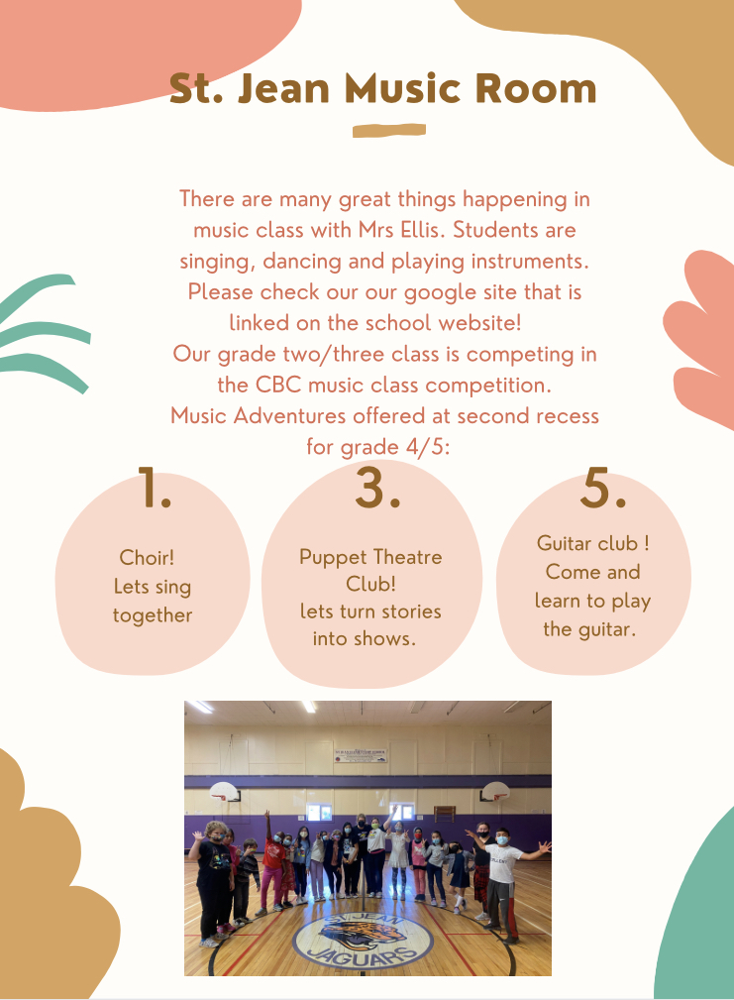 St. Jean Music Room
There are many great things happening in
music class with Mrs Ellis. Students are
singing, dancing and playing instruments.
Please check our our google site that is
linked on the school website!
Our grade two/three class is competing in
the CBC music class competition.
Music Adventures offered at second recess
for grade 4/5:
1.
Choir!
Lets sing
together
3.
Puppet Theatre
Club!
lets turn stories
into shows.
5.
Guitar club !
Come and
learn to play
the guitar.
ST. JEAN
JAGUARS